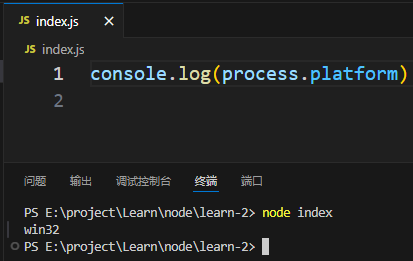 JS index.js
JS index.js
1 console.log(process.platform)
2
问题 输出 调试控制台 终端 端口
PS E:\project\Learn\node\learn-2> node index
win32
PS E:\project\Learn\node\learn-2>